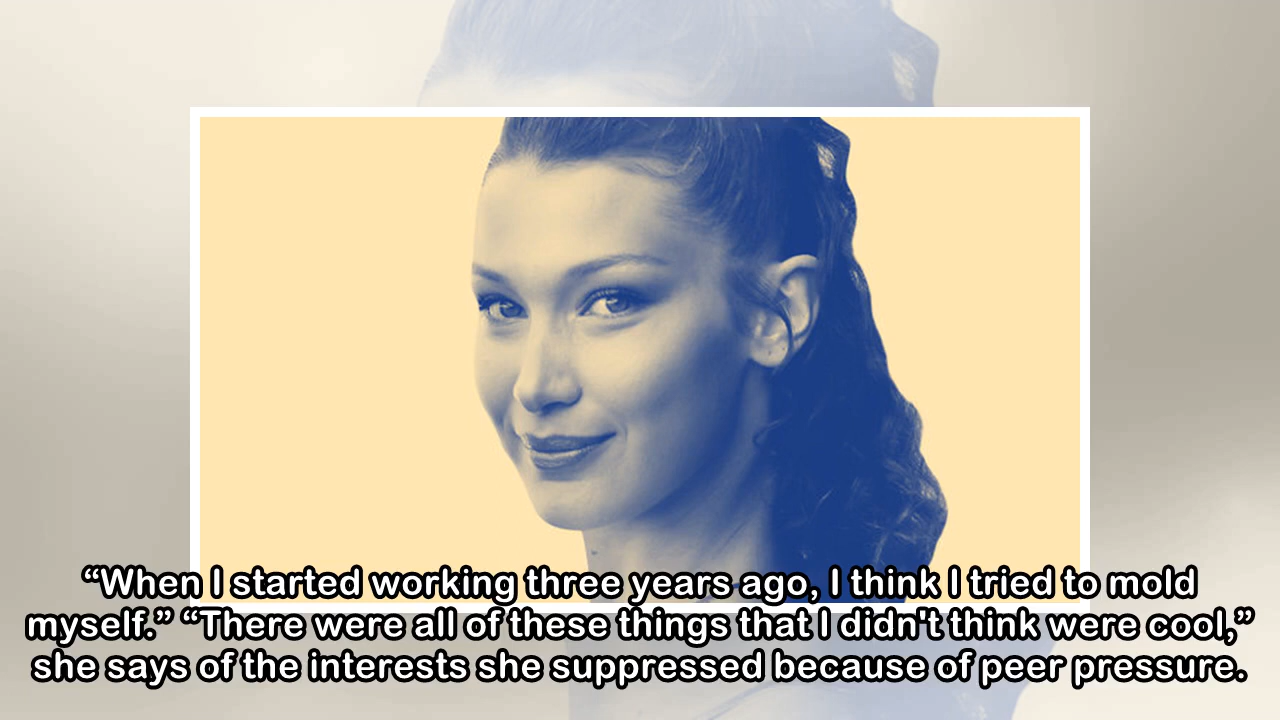 “When I started working three years ago, I think I tried to mold
myself.” “There were all of these things that I didn't think were cool,”
she says of the interests she suppressed because of peer pressure.